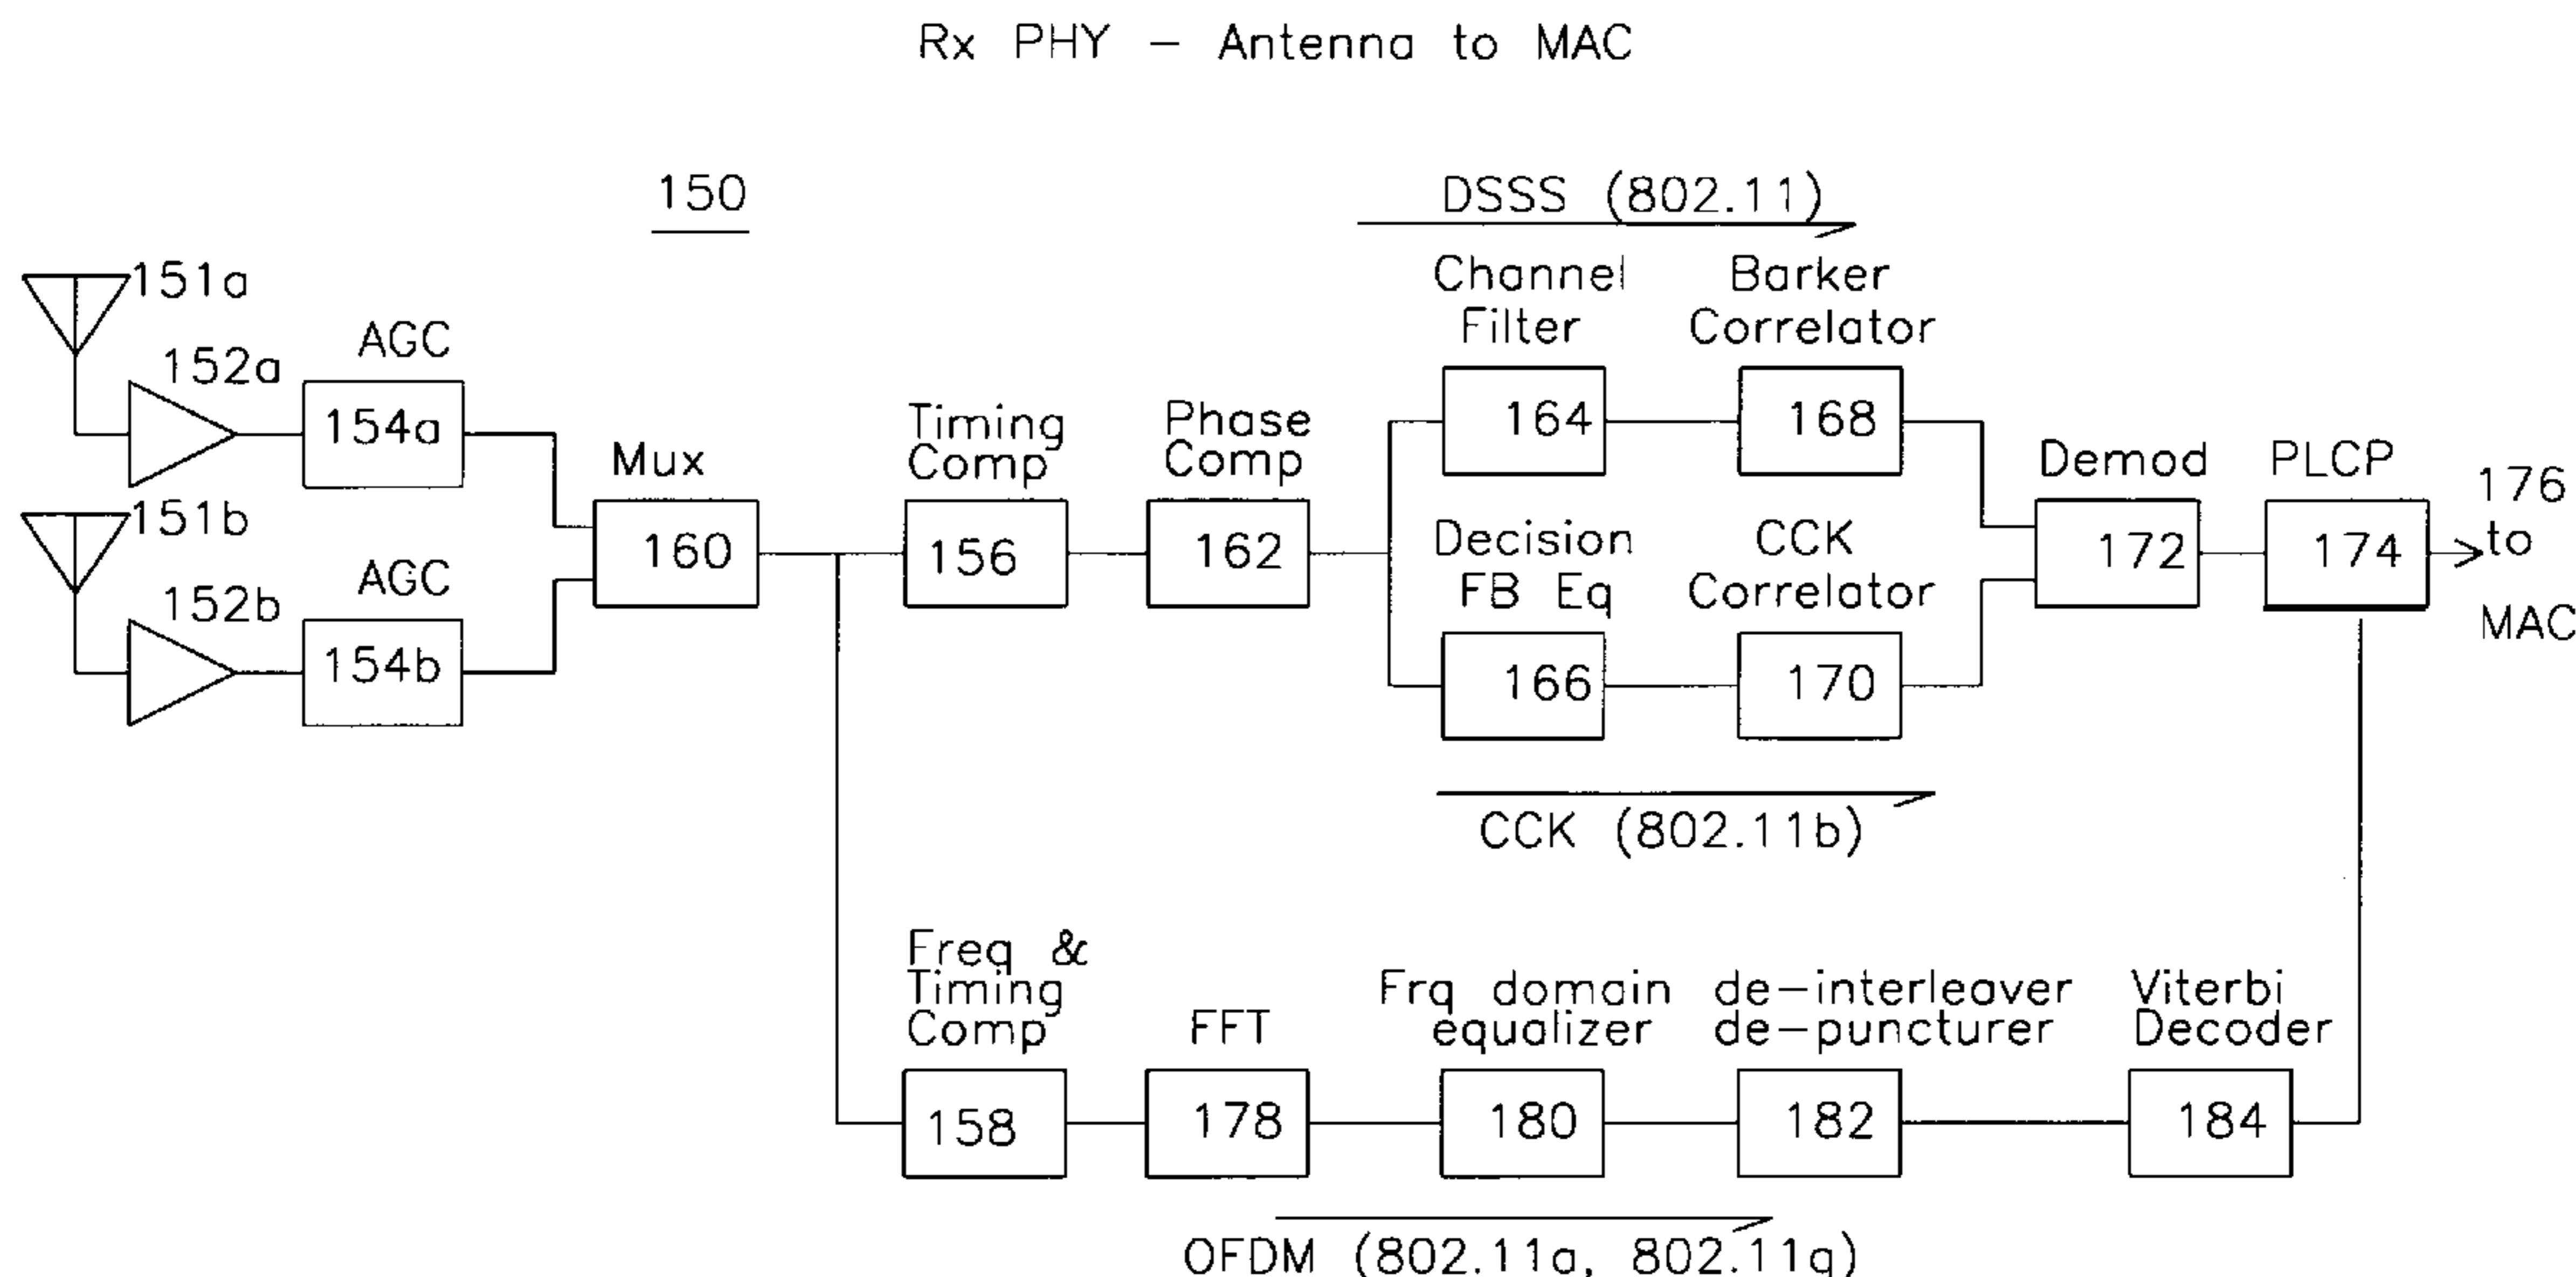 Rx PHY – Antenna to MAC
150
DSSS (802.11)
151a
152a
AGC
154a
151b
152b
AGC
154b
Mux
160
Timing
Comp
156
Phase
Comp
162
Channel
Filter
164
Barker
Correlator
168
Decision
FB Eq
166
CCK
Correlator
170
Demod
172
PLCP
174
176
to
MAC
CCK (802.11b)
Freq &
Timing
Comp
158
FFT
178
Frq domain
equalizer
180
de-interleaver
de-puncturer
182
Viterbi
Decoder
184
OFDM (802.11a, 802.11g)